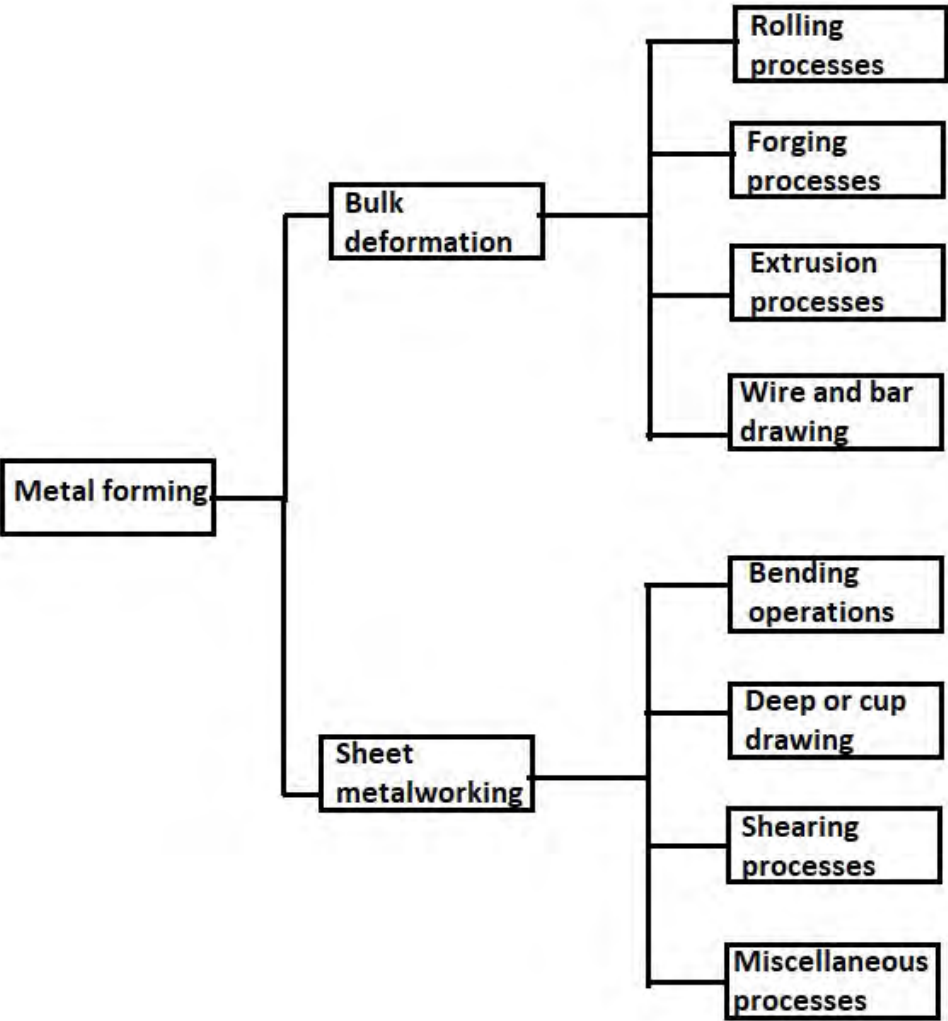 Rolling
processes
Forging
processes
Bulk
deformation
Extrusion
processes
Wire and bar
drawing
Metal forming
Bending
operations
Deep or cup
drawing
Sheet
metalworking
Shearing
processes
Miscellaneous
processes